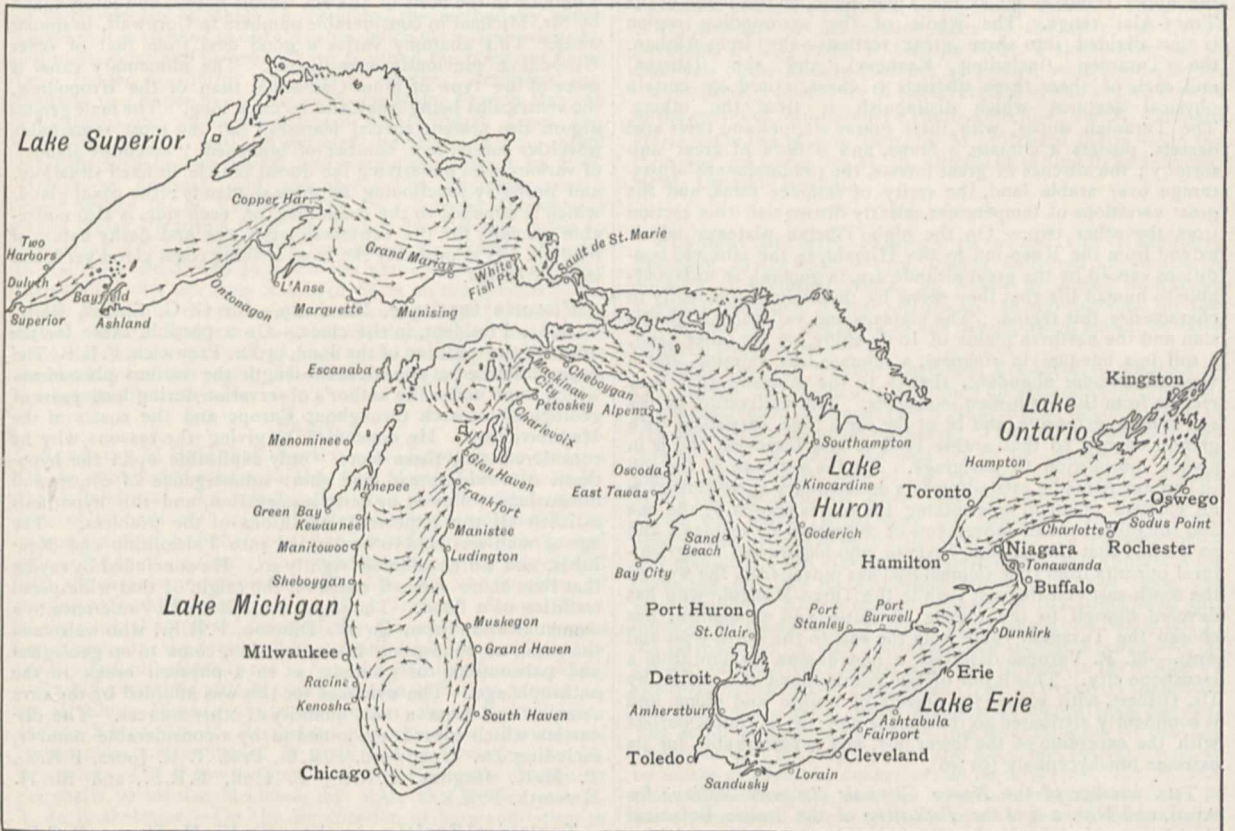 Lake Superior
Two
Harbors
Duluth
Superior
Bayfield
Ashland
Ontonagon
Copper Har.
L'Anse
Marquette
Munising
Grand Marias
White
Fish Pt.
Sault de St. Marie
Escanaba
Menominee
Green Bay
Ahnepee
Kewaunee
Manitowoc
Sheboygan
Lake Michigan
Milwaukee
Racine
Kenosha
Chicago
Mackinaw
City
Cheboygan
Petoskey
Charlevoix
Glen Haven
Frankfort
Manistee
Ludington
Muskegon
Grand Haven
South Haven
Alpena
Oscoda
East Tawas
Bay City
Sand
Beach
Lake
Huron
Southampton
Kincardine
Goderich
Port Huron
St. Clair
Detroit
Amherstburg
Toledo
Sandusky
Lorain
Cleveland
Fairport
Ashtabula
Erie
Lake Erie
Dunkirk
Port
Stanley
Port
Burwell
Buffalo
Tonawanda
Niagara
Hamilton
Toronto
Hampton
Lake
Ontario
Kingston
Oswego
Sodus Point
Charlotte
Rochester